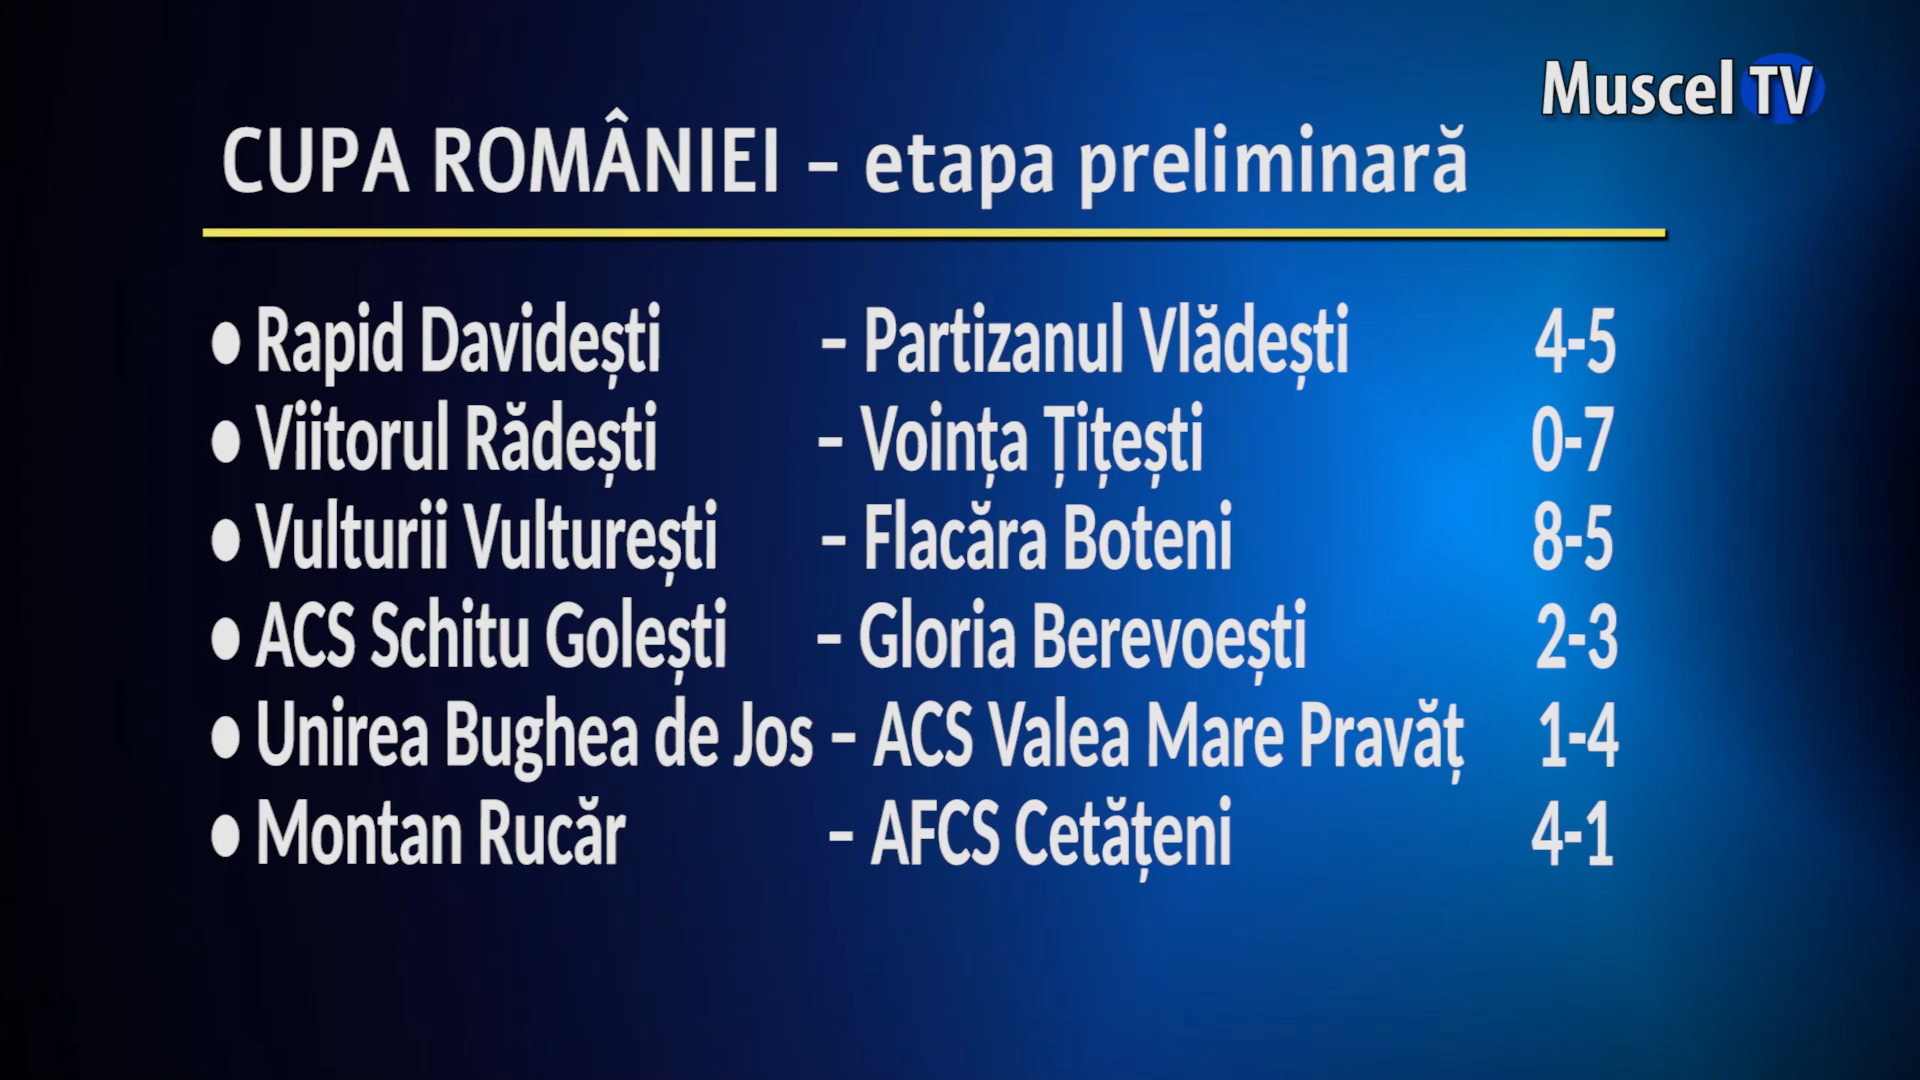 Muscel TV
CUPA ROMÂNIEI – etapa preliminară
• Rapid Davidești – Partizanul Vlădești 4-5
• Viitorul Rădești – Voința Țițești 0-7
• Vulturii Vulturești – Flacăra Boteni 8-5
• ACS Schitu Golești – Gloria Berevoești 2-3
• Unirea Bughea de Jos – ACS Valea Mare Pravăț 1-4
• Montan Rucăr – AFCS Cetățeni 4-1